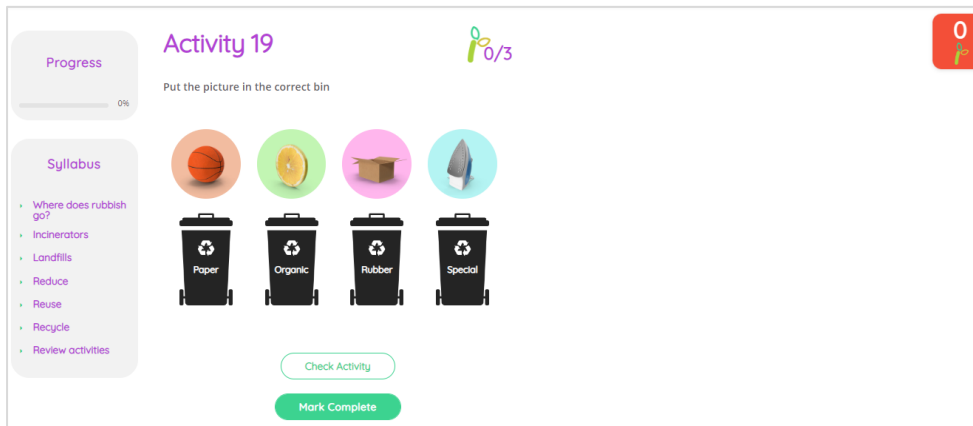 Progress
0%
Syllabus
Where does rubbish
go?
Incinerators
Landfills
Reduce
Reuse
Recycle
Review activities
Activity 19
0/3
Put the picture in the correct bin
Paper
Organic
Rubber
Special
Check Activity
Mark Complete
0